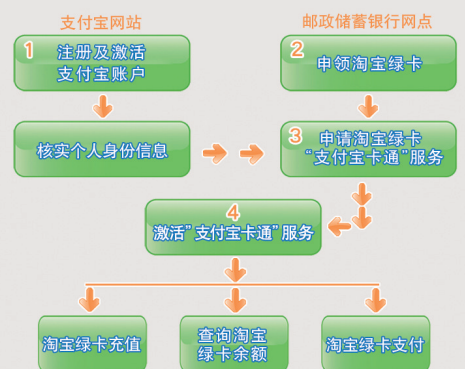 支付宝网站
邮政储蓄银行网点
1
注册及激活
支付宝账户
2
申领淘宝绿卡
核实个人身份信息
3
申请淘宝绿卡
“支付宝卡通”服务
4
激活”支付宝卡通”服务
淘宝绿卡充值
查询淘宝
绿卡余额
淘宝绿卡支付